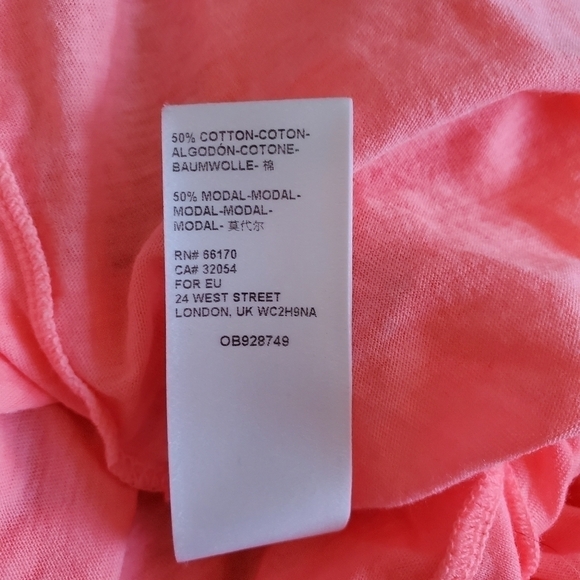 50% COTTON-COTON-
ALGODÓN-COTONE-
BAUMWOLLE- 棉
50% MODAL-MODAL-
MODAL-MODAL-
MODAL- 莫代尔
RN# 66170
CA# 32054
FOR EU
24 WEST STREET
LONDON, UK WC2H9NA
OB928749